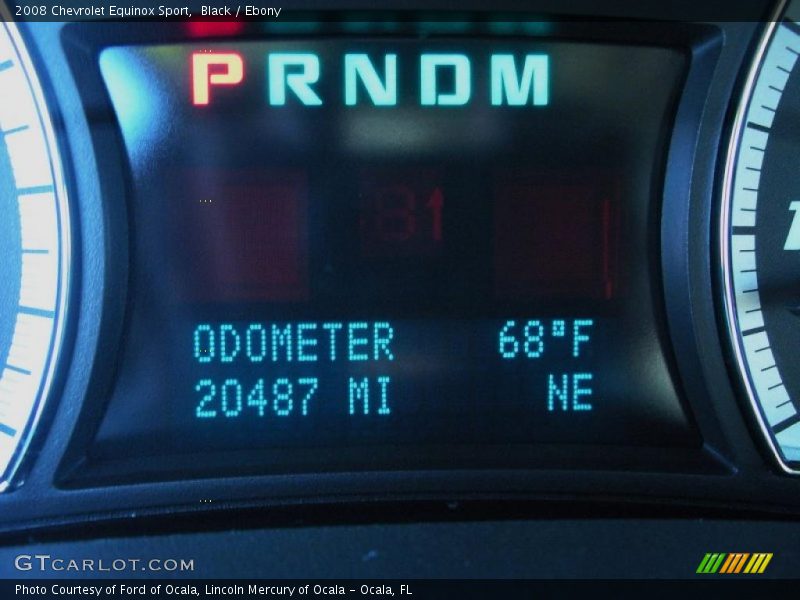 2008 Chevrolet Equinox Sport, Black / Ebony
P R N D M
ODOMETER 68°F
20487 MI NE
GTCARLOT.COM
Photo Courtesy of Ford of Ocala, Lincoln Mercury of Ocala - Ocala, FL